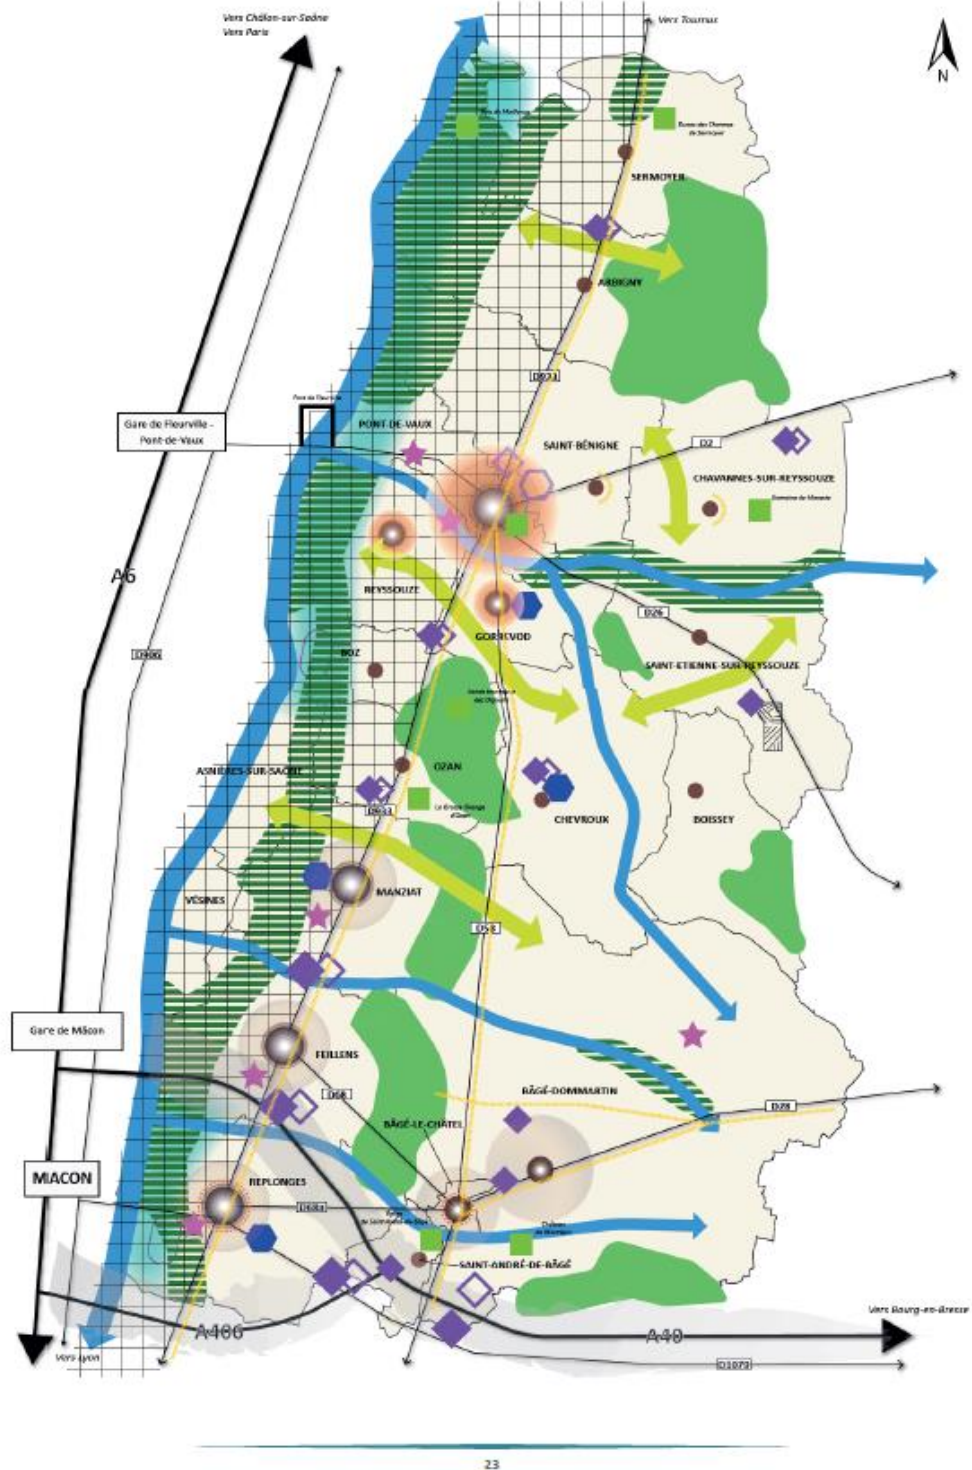 Vers Châlon-sur-Saône
Vers Paris
Vers Tournus
N
SERMOYER
ARBIGNY
D933
Gare de Fleurville -
Pont-de-Vaux
PONT-DE-VAUX
SAINT-BÉNIGNE
D2
CHAVANNES-SUR-REYSSOUZE
A6
REYSSOUZE
D26
GORREVOD
D906
BOZ
SAINT-ETIENNE-SUR-REYSSOUZE
ASNIÈRES-SUR-SAÔNE
OZAN
D933
CHEVROUX
BOISSEY
MANZIAT
VÉSINES
D58
Gare de Mâcon
FEILLENS
D68
BÂGÉ-DOMMARTIN
D28
BÂGÉ-LE-CHÂTEL
MACON
REPLONGES
SAINT-ANDRÉ-DE-BÂGÉ
Vers Bourg-en-Bresse
A406
A40
Vers Lyon
D1079
23